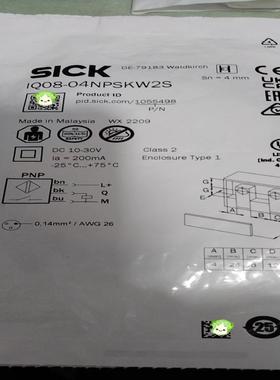 SICK
DE-79183 Waldkirch
Sn = 4 mm
IQ08-04NPSKW2S
Product ID
pid.sick.com/1055498
P/N
Made in Malaysia WX 2209
DC 10-30V
Ia = 200mA
-25°C...+75°C
Class 2
Enclosure Type 1
PNP
bn L+
bk Q
bu M
0.14mm² / AWG 26
G
E
G
A
B
A B C D
4
25